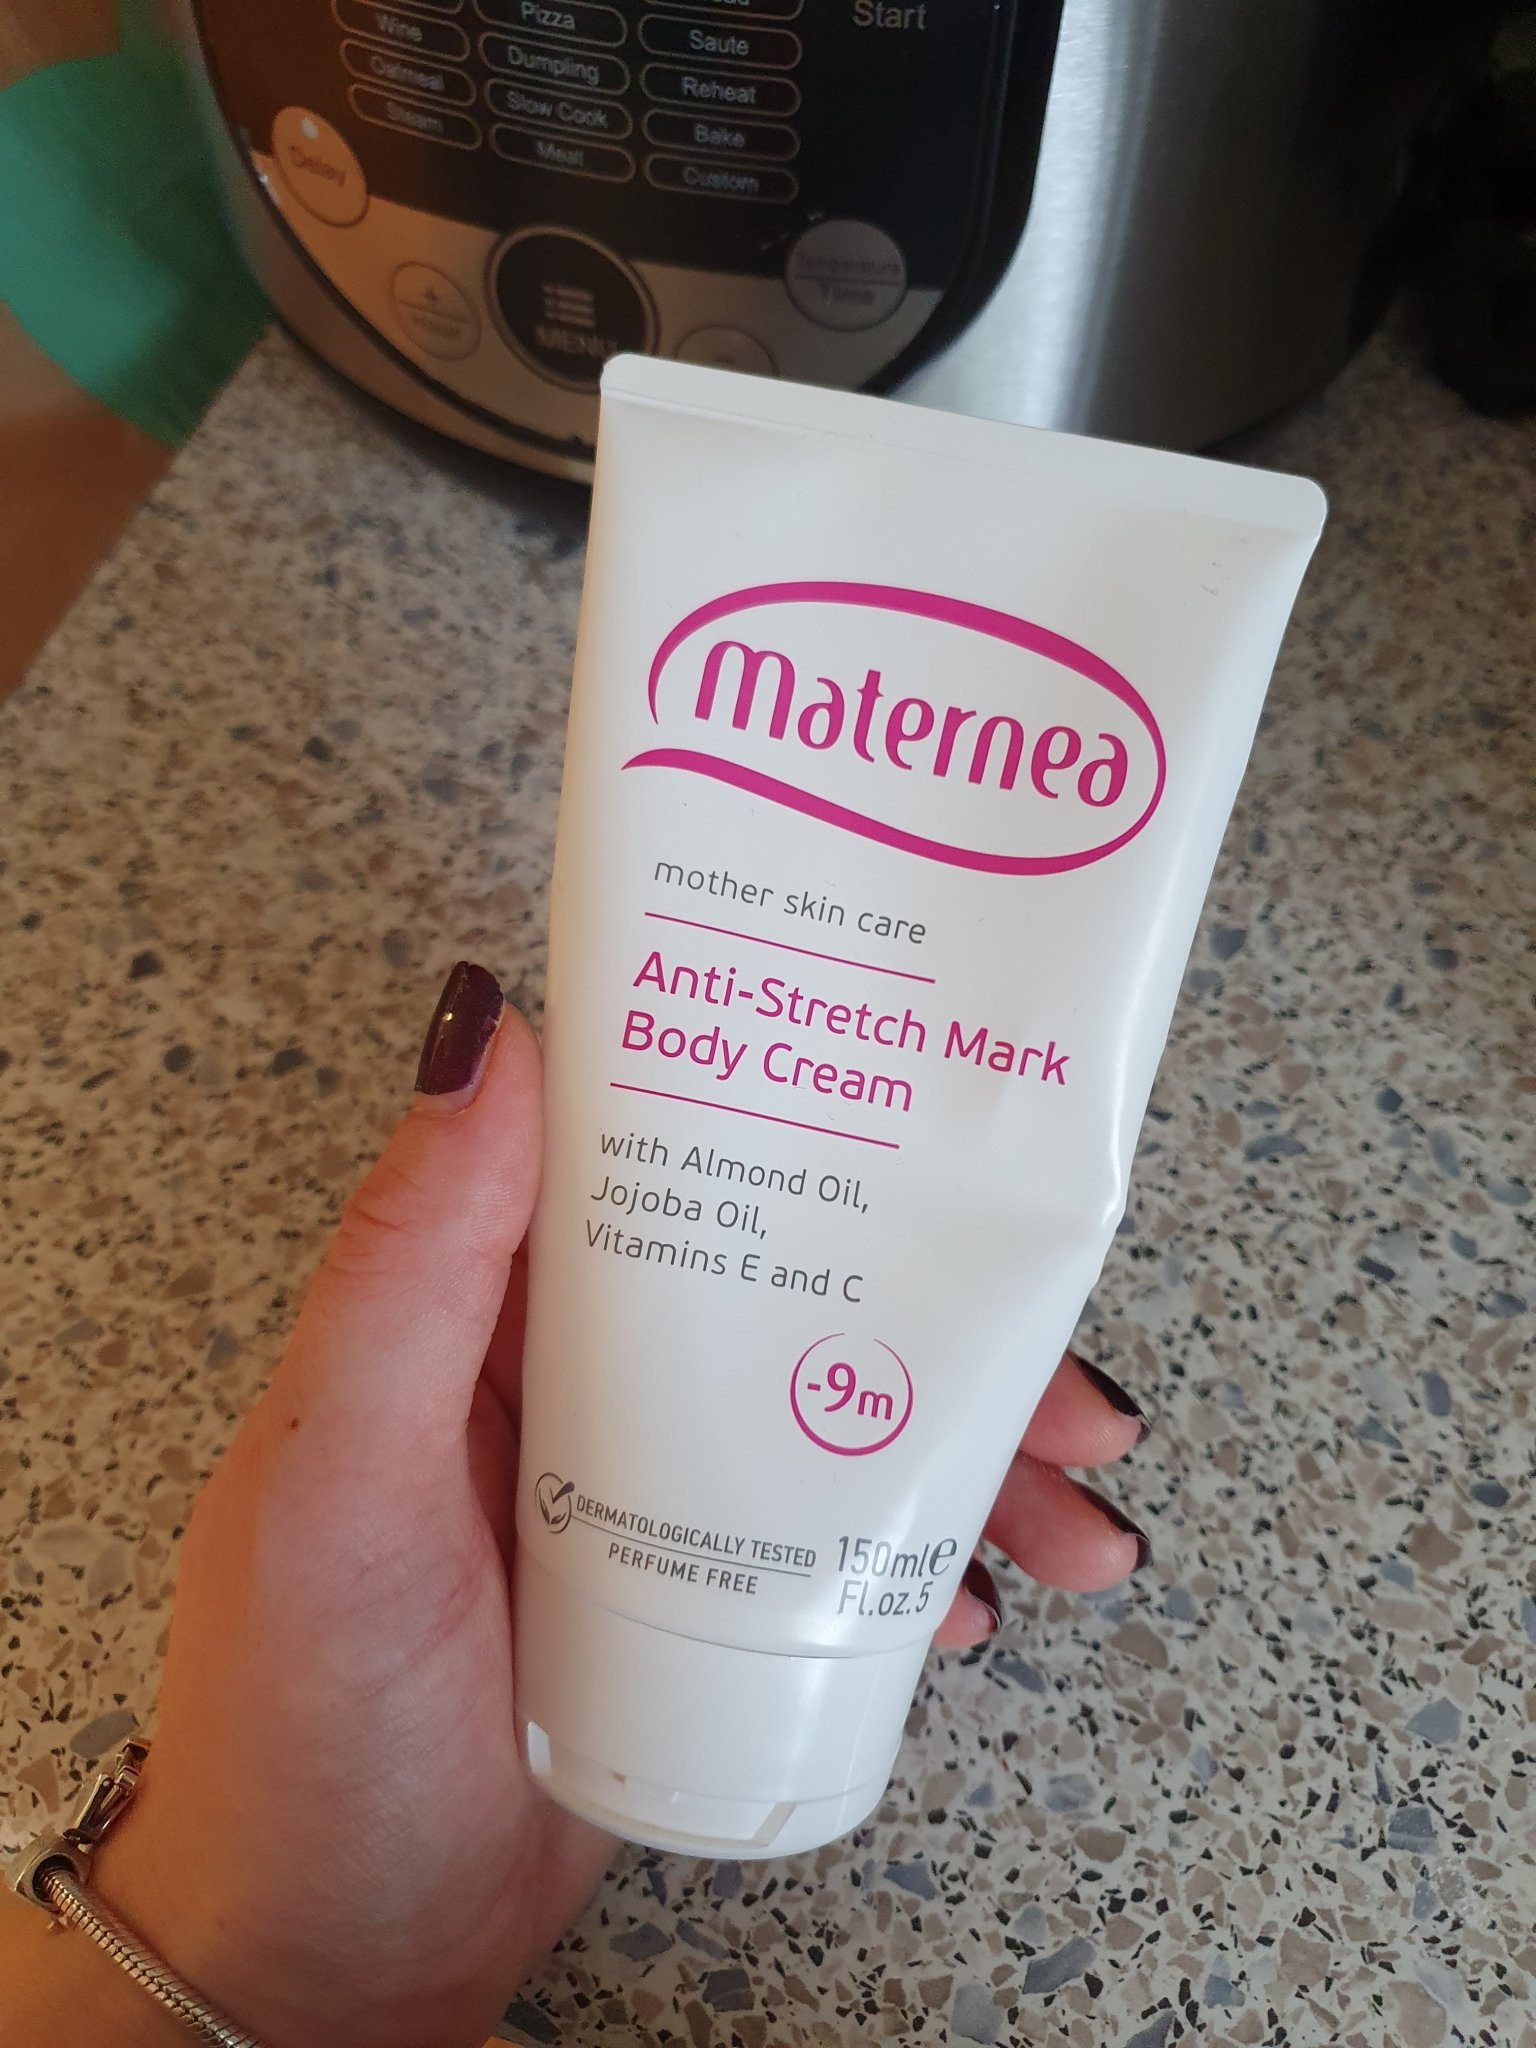 Start
Pizza
Wine
Saute
Dumpling
Oatmeal
Reheat
Slow Cook
Steam
Bake
Meat
Custom
Delay
Temperature
Time
MENU
maternea
mother skin care
Anti-Stretch Mark
Body Cream
with Almond Oil,
Jojoba Oil,
Vitamins E and C
-9m
DERMATOLOGICALLY TESTED
PERFUME FREE
150ml e
Fl.oz.5